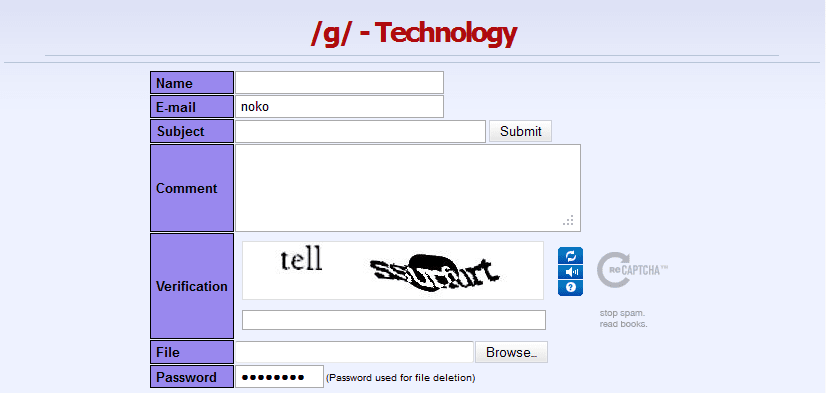 /g/ - Technology
Name
E-mail noko
Subject Submit
Comment
Verification
tell
reCAPTCHA™
stop spam.
read books.
File Browse...
Password ●●●●●●●● (Password used for file deletion)